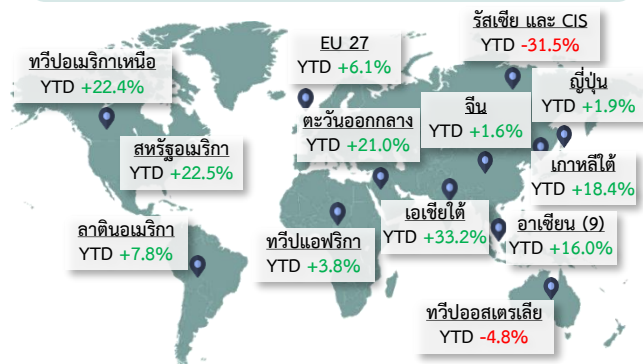 รัสเซีย และ CIS
YTD -31.5%
EU 27
YTD +6.1%
ทวีปอเมริกาเหนือ
YTD +22.4%
ญี่ปุ่น
YTD +1.9%
จีน
YTD +1.6%
ตะวันออกกลาง
YTD +21.0%
สหรัฐอเมริกา
YTD +22.5%
เกาหลีใต้
YTD +18.4%
เอเชียใต้
YTD +33.2%
อาเซียน (9)
YTD +16.0%
ลาตินอเมริกา
YTD +7.8%
ทวีปแอฟริกา
YTD +3.8%
ทวีปออสเตรเลีย
YTD -4.8%